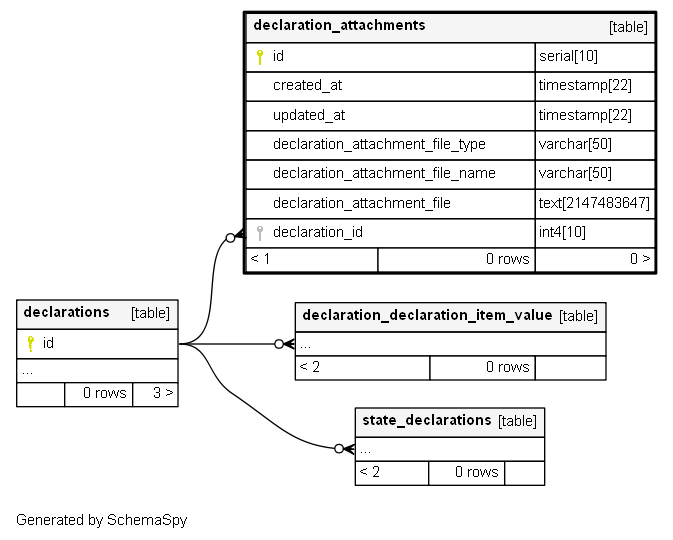 declaration_attachments [table]
id serial[10]
created_at timestamp[22]
updated_at timestamp[22]
declaration_attachment_file_type varchar[50]
declaration_attachment_file_name varchar[50]
declaration_attachment_file text[2147483647]
declaration_id int4[10]
< 1 0 rows 0 >
declarations [table]
id
...
0 rows 3 >
declaration_declaration_item_value [table]
...
< 2 0 rows
state_declarations [table]
...
< 2 0 rows
Generated by SchemaSpy